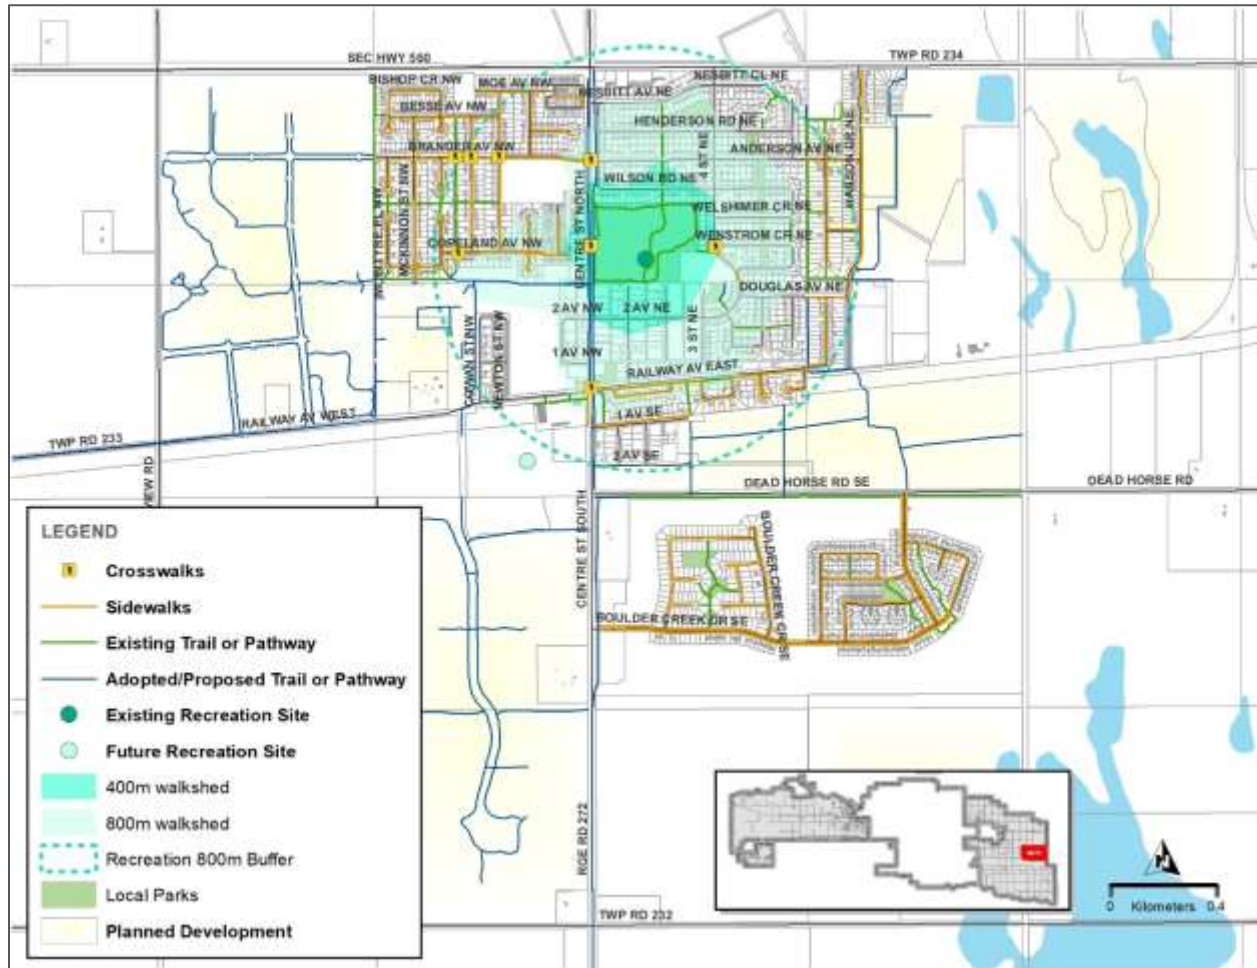 SEC HWY 560
TWP RD 234
BISHOP CR NW
MOE AV NW
NESBITT CL NE
NESBITT AV NE
BESSE AV NW
HENDERSON RD NE
BRANDER AV NW
4 ST NE
ANDERSON AV NE
WILSON RD NE
CENTRE ST NORTH
MCKINNON ST NW
WELSHIMER CR NE
COPELAND AV NW
WENSTROM CR NE
DOUGLAS AV NE
2 AV NW
2 AV NE
3 ST NE
COWAN ST NW
NEWTON ST NW
1 AV NW
RAILWAY AV EAST
RAILWAY AV WEST
1 AV SE
TWP RD 233
2 AV SE
VIEW RD
DEAD HORSE RD SE
DEAD HORSE RD
CENTRE ST SOUTH
BOULDER CREEK CR SE
BOULDER CREEK DR SE
RGE RD 272
TWP RD 232
LEGEND
Crosswalks
Sidewalks
Existing Trail or Pathway
Adopted/Proposed Trail or Pathway
Existing Recreation Site
Future Recreation Site
400m walkshed
800m walkshed
Recreation 800m Buffer
Local Parks
Planned Development
N
0 Kilometers 0.4